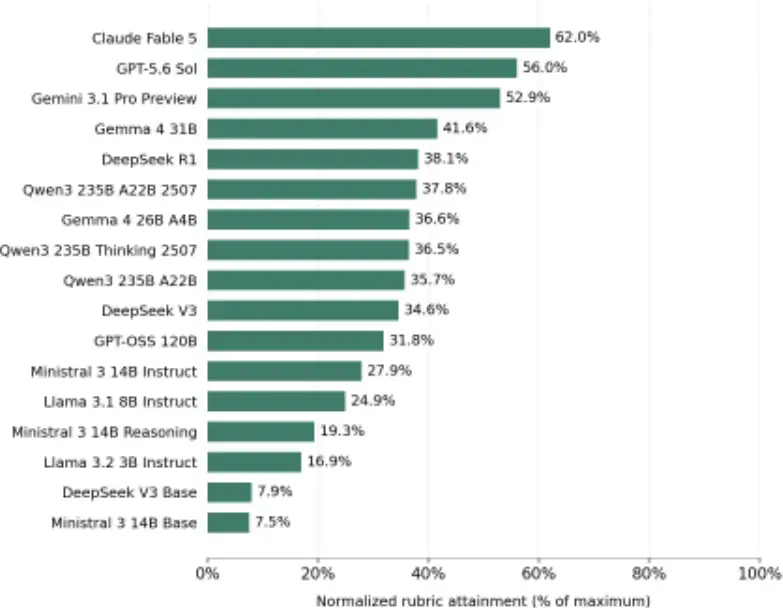 Claude Fable 5 62.0%
GPT-5.6 Sol 56.0%
Gemini 3.1 Pro Preview 52.9%
Gemma 4 31B 41.6%
DeepSeek R1 38.1%
Qwen3 235B A22B 2507 37.8%
Gemma 4 26B A4B 36.6%
Qwen3 235B Thinking 2507 36.5%
Qwen3 235B A22B 35.7%
DeepSeek V3 34.6%
GPT-OSS 120B 31.8%
Ministral 3 14B Instruct 27.9%
Llama 3.1 8B Instruct 24.9%
Ministral 3 14B Reasoning 19.3%
Llama 3.2 3B Instruct 16.9%
DeepSeek V3 Base 7.9%
Ministral 3 14B Base 7.5%
0% 20% 40% 60% 80% 100%
Normalized rubric attainment (% of maximum)